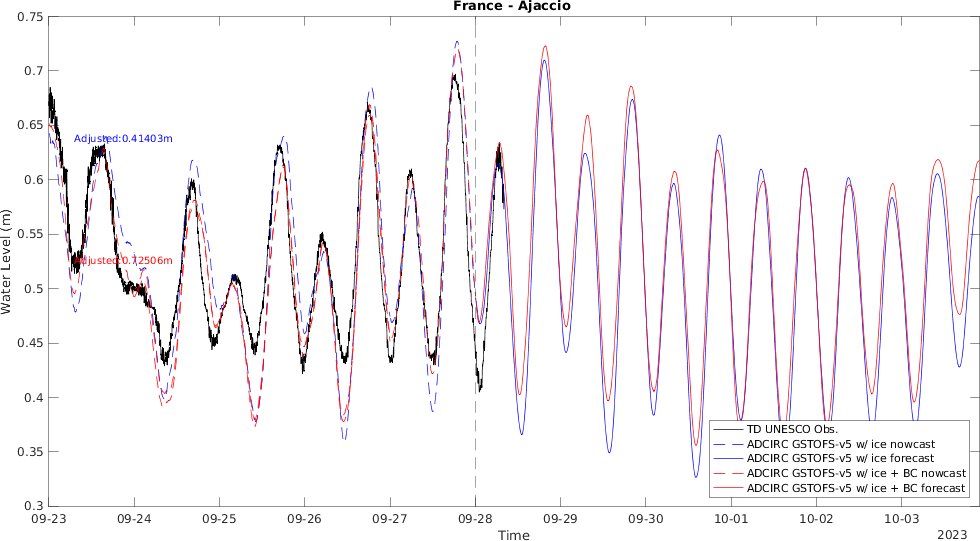 France - Ajaccio
0.75
0.7
0.65
0.6
0.55
0.5
0.45
0.4
0.35
0.3
Water Level (m)
Adjusted:0.41403m
Adjusted:0.72506m
TD UNESCO Obs.
ADCIRC GSTOFS-v5 w/ ice nowcast
ADCIRC GSTOFS-v5 w/ ice forecast
ADCIRC GSTOFS-v5 w/ ice + BC nowcast
ADCIRC GSTOFS-v5 w/ ice + BC forecast
09-23 09-24 09-25 09-26 09-27 09-28 09-29 09-30 10-01 10-02 10-03
Time
2023